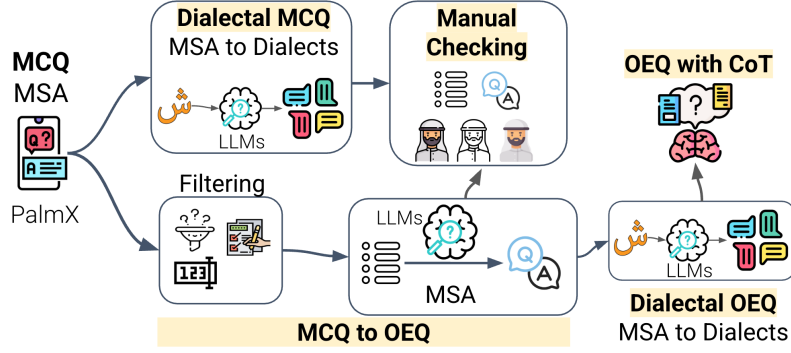 MCQ
MSA
Q?
A
PalmX
Dialectal MCQ
MSA to Dialects
ش
?
LLMs
Manual
Checking
Q
A
Filtering
???
123
LLMs
?
MSA
Q
A
MCQ to OEQ
OEQ with CoT
?
ش
?
LLMs
Dialectal OEQ
MSA to Dialects